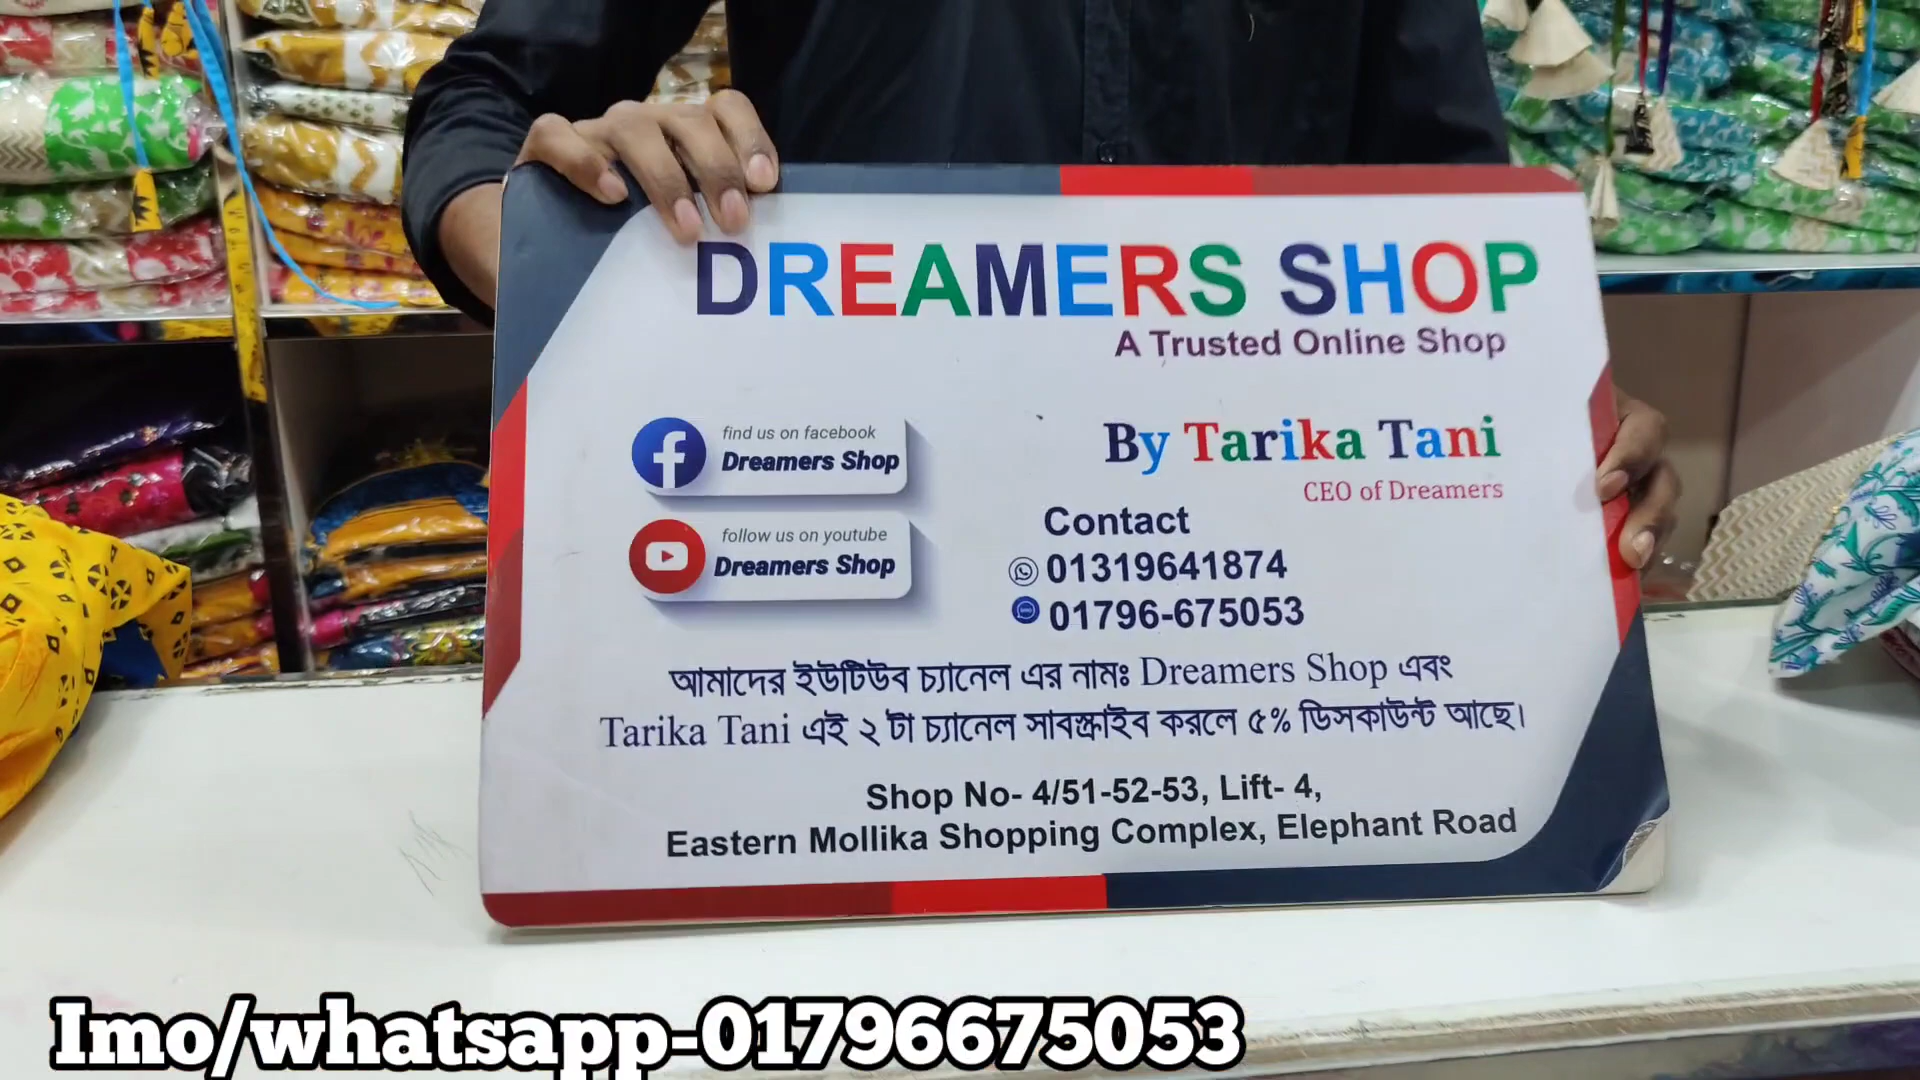 DREAMERS SHOP
A Trusted Online Shop
find us on facebook
Dreamers Shop
follow us on youtube
Dreamers Shop
By Tarika Tani
CEO of Dreamers
Contact
01319641874
01796-675053
আমাদের ইউটিউব চ্যানেল এর নামঃ Dreamers Shop এবং
Tarika Tani এই ২ টা চ্যানেল সাবস্ক্রাইব করলে ৫% ডিসকাউন্ট আছে।
Shop No- 4/51-52-53, Lift- 4,
Eastern Mollika Shopping Complex, Elephant Road
Imo/whatsapp-01796675053